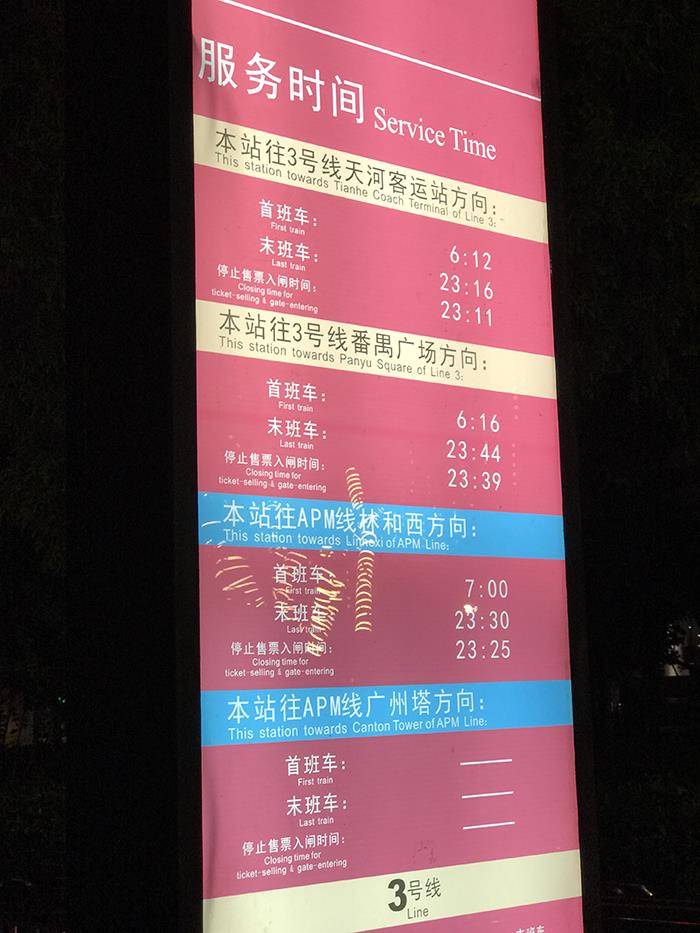 服务时间 Service Time
本站往3号线天河客运站方向:
This station towards Tianhe Coach Terminal of Line 3:
首班车: 6:12
First train
末班车: 23:16
Last train
停止售票入闸时间: 23:11
Closing time for
ticket-selling & gate-entering
本站往3号线番禺广场方向:
This station towards Panyu Square of Line 3:
首班车: 6:16
First train
末班车: 23:44
Last train
停止售票入闸时间: 23:39
Closing time for
ticket-selling & gate-entering
本站往APM线林和西方向:
This station towards Linhexi of APM Line:
首班车: 7:00
First train
末班车: 23:30
Last train
停止售票入闸时间: 23:25
Closing time for
ticket-selling & gate-entering
本站往APM线广州塔方向:
This station towards Canton Tower of APM Line:
首班车: ——
First train
末班车: ——
Last train
停止售票入闸时间: ——
Closing time for
ticket-selling & gate-entering
3号线
Line